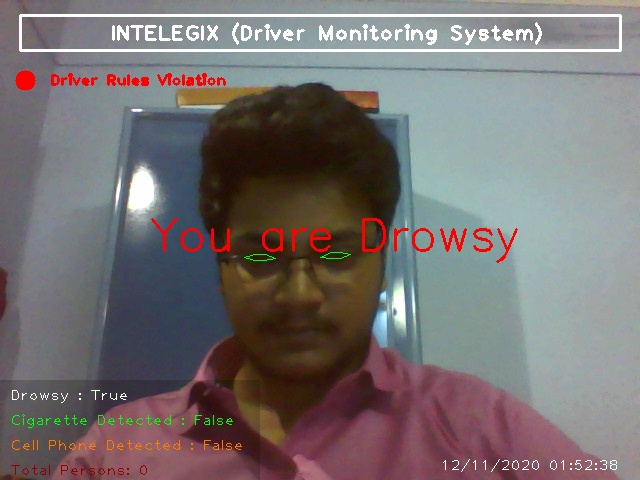 INTELEGIX (Driver Monitoring System)
Driver Rules Violation
You are Drowsy
Drowsy : True
Cigarette Detected : False
Cell Phone Detected : False
Total Persons: 0
12/11/2020 01:52:38